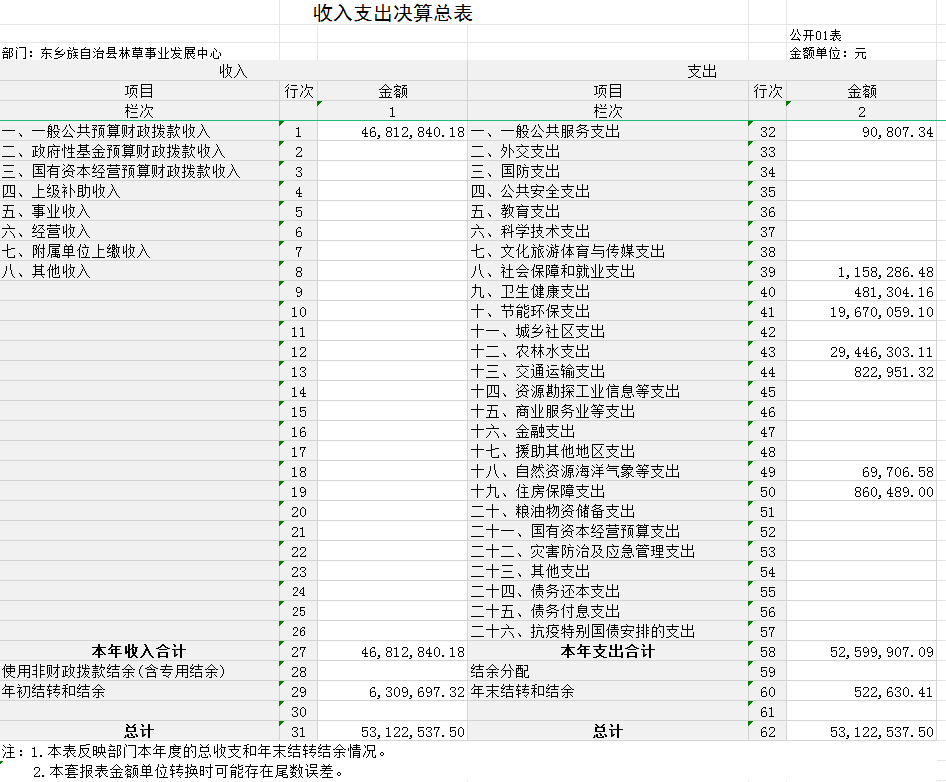 收入支出决算总表
公开01表
部门：东乡族自治县林草事业发展中心 金额单位：元
收入 支出
项目 行次 金额 项目 行次 金额
栏次 1 栏次 2
一、一般公共预算财政拨款收入 1 46,812,840.18 一、一般公共服务支出 32 90,807.34
二、政府性基金预算财政拨款收入 2 二、外交支出 33
三、国有资本经营预算财政拨款收入 3 三、国防支出 34
四、上级补助收入 4 四、公共安全支出 35
五、事业收入 5 五、教育支出 36
六、经营收入 6 六、科学技术支出 37
七、附属单位上缴收入 7 七、文化旅游体育与传媒支出 38
八、其他收入 8 八、社会保障和就业支出 39 1,158,286.48
9 九、卫生健康支出 40 481,304.16
10 十、节能环保支出 41 19,670,059.10
11 十一、城乡社区支出 42
12 十二、农林水支出 43 29,446,303.11
13 十三、交通运输支出 44 822,951.32
14 十四、资源勘探工业信息等支出 45
15 十五、商业服务业等支出 46
16 十六、金融支出 47
17 十七、援助其他地区支出 48
18 十八、自然资源海洋气象等支出 49 69,706.58
19 十九、住房保障支出 50 860,489.00
20 二十、粮油物资储备支出 51
21 二十一、国有资本经营预算支出 52
22 二十二、灾害防治及应急管理支出 53
23 二十三、其他支出 54
24 二十四、债务还本支出 55
25 二十五、债务付息支出 56
26 二十六、抗疫特别国债安排的支出 57
本年收入合计 27 46,812,840.18 本年支出合计 58 52,599,907.09
使用非财政拨款结余(含专用结余) 28 结余分配 59
年初结转和结余 29 6,309,697.32 年末结转和结余 60 522,630.41
30 61
总计 31 53,122,537.50 总计 62 53,122,537.50
注：1.本表反映部门本年度的总收支和年末结转结余情况。
2.本套报表金额单位转换时可能存在尾数误差。